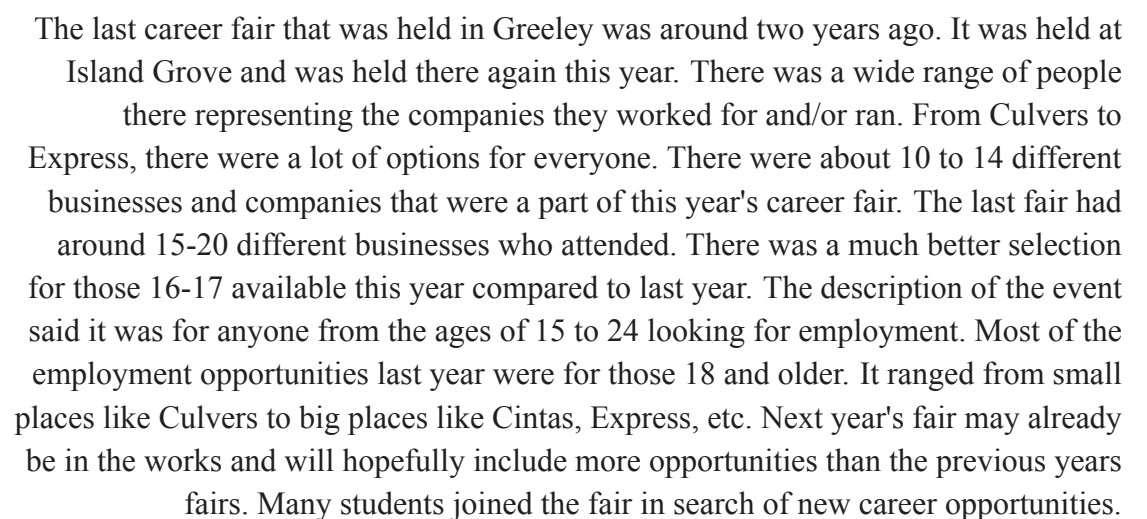 The last career fair that was held in Greeley was around two years ago. It was held at
Island Grove and was held there again this year. There was a wide range of people
there representing the companies they worked for and/or ran. From Culvers to
Express, there were a lot of options for everyone. There were about 10 to 14 different
businesses and companies that were a part of this year's career fair. The last fair had
around 15-20 different businesses who attended. There was a much better selection
for those 16-17 available this year compared to last year. The description of the event
said it was for anyone from the ages of 15 to 24 looking for employment. Most of the
employment opportunities last year were for those 18 and older. It ranged from small
places like Culvers to big places like Cintas, Express, etc. Next year's fair may already
be in the works and will hopefully include more opportunities than the previous years
fairs. Many students joined the fair in search of new career opportunities.